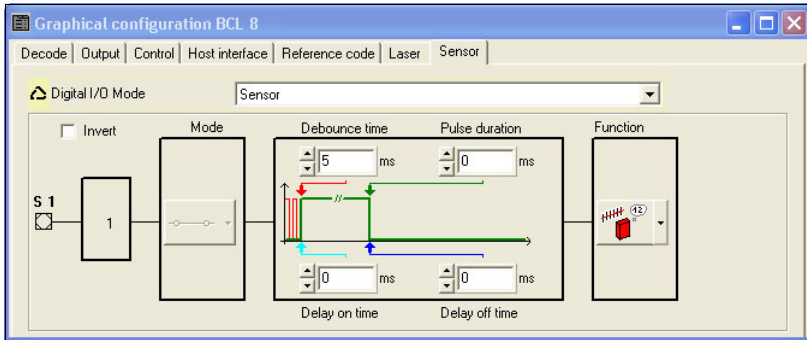 Graphical configuration BCL 8
Decode Output Control Host interface Reference code Laser Sensor
Digital I/O Mode Sensor
Invert Mode Debounce time Pulse duration Function
5 ms 0 ms
S 1
1
//
12
0 ms 0 ms
Delay on time Delay off time